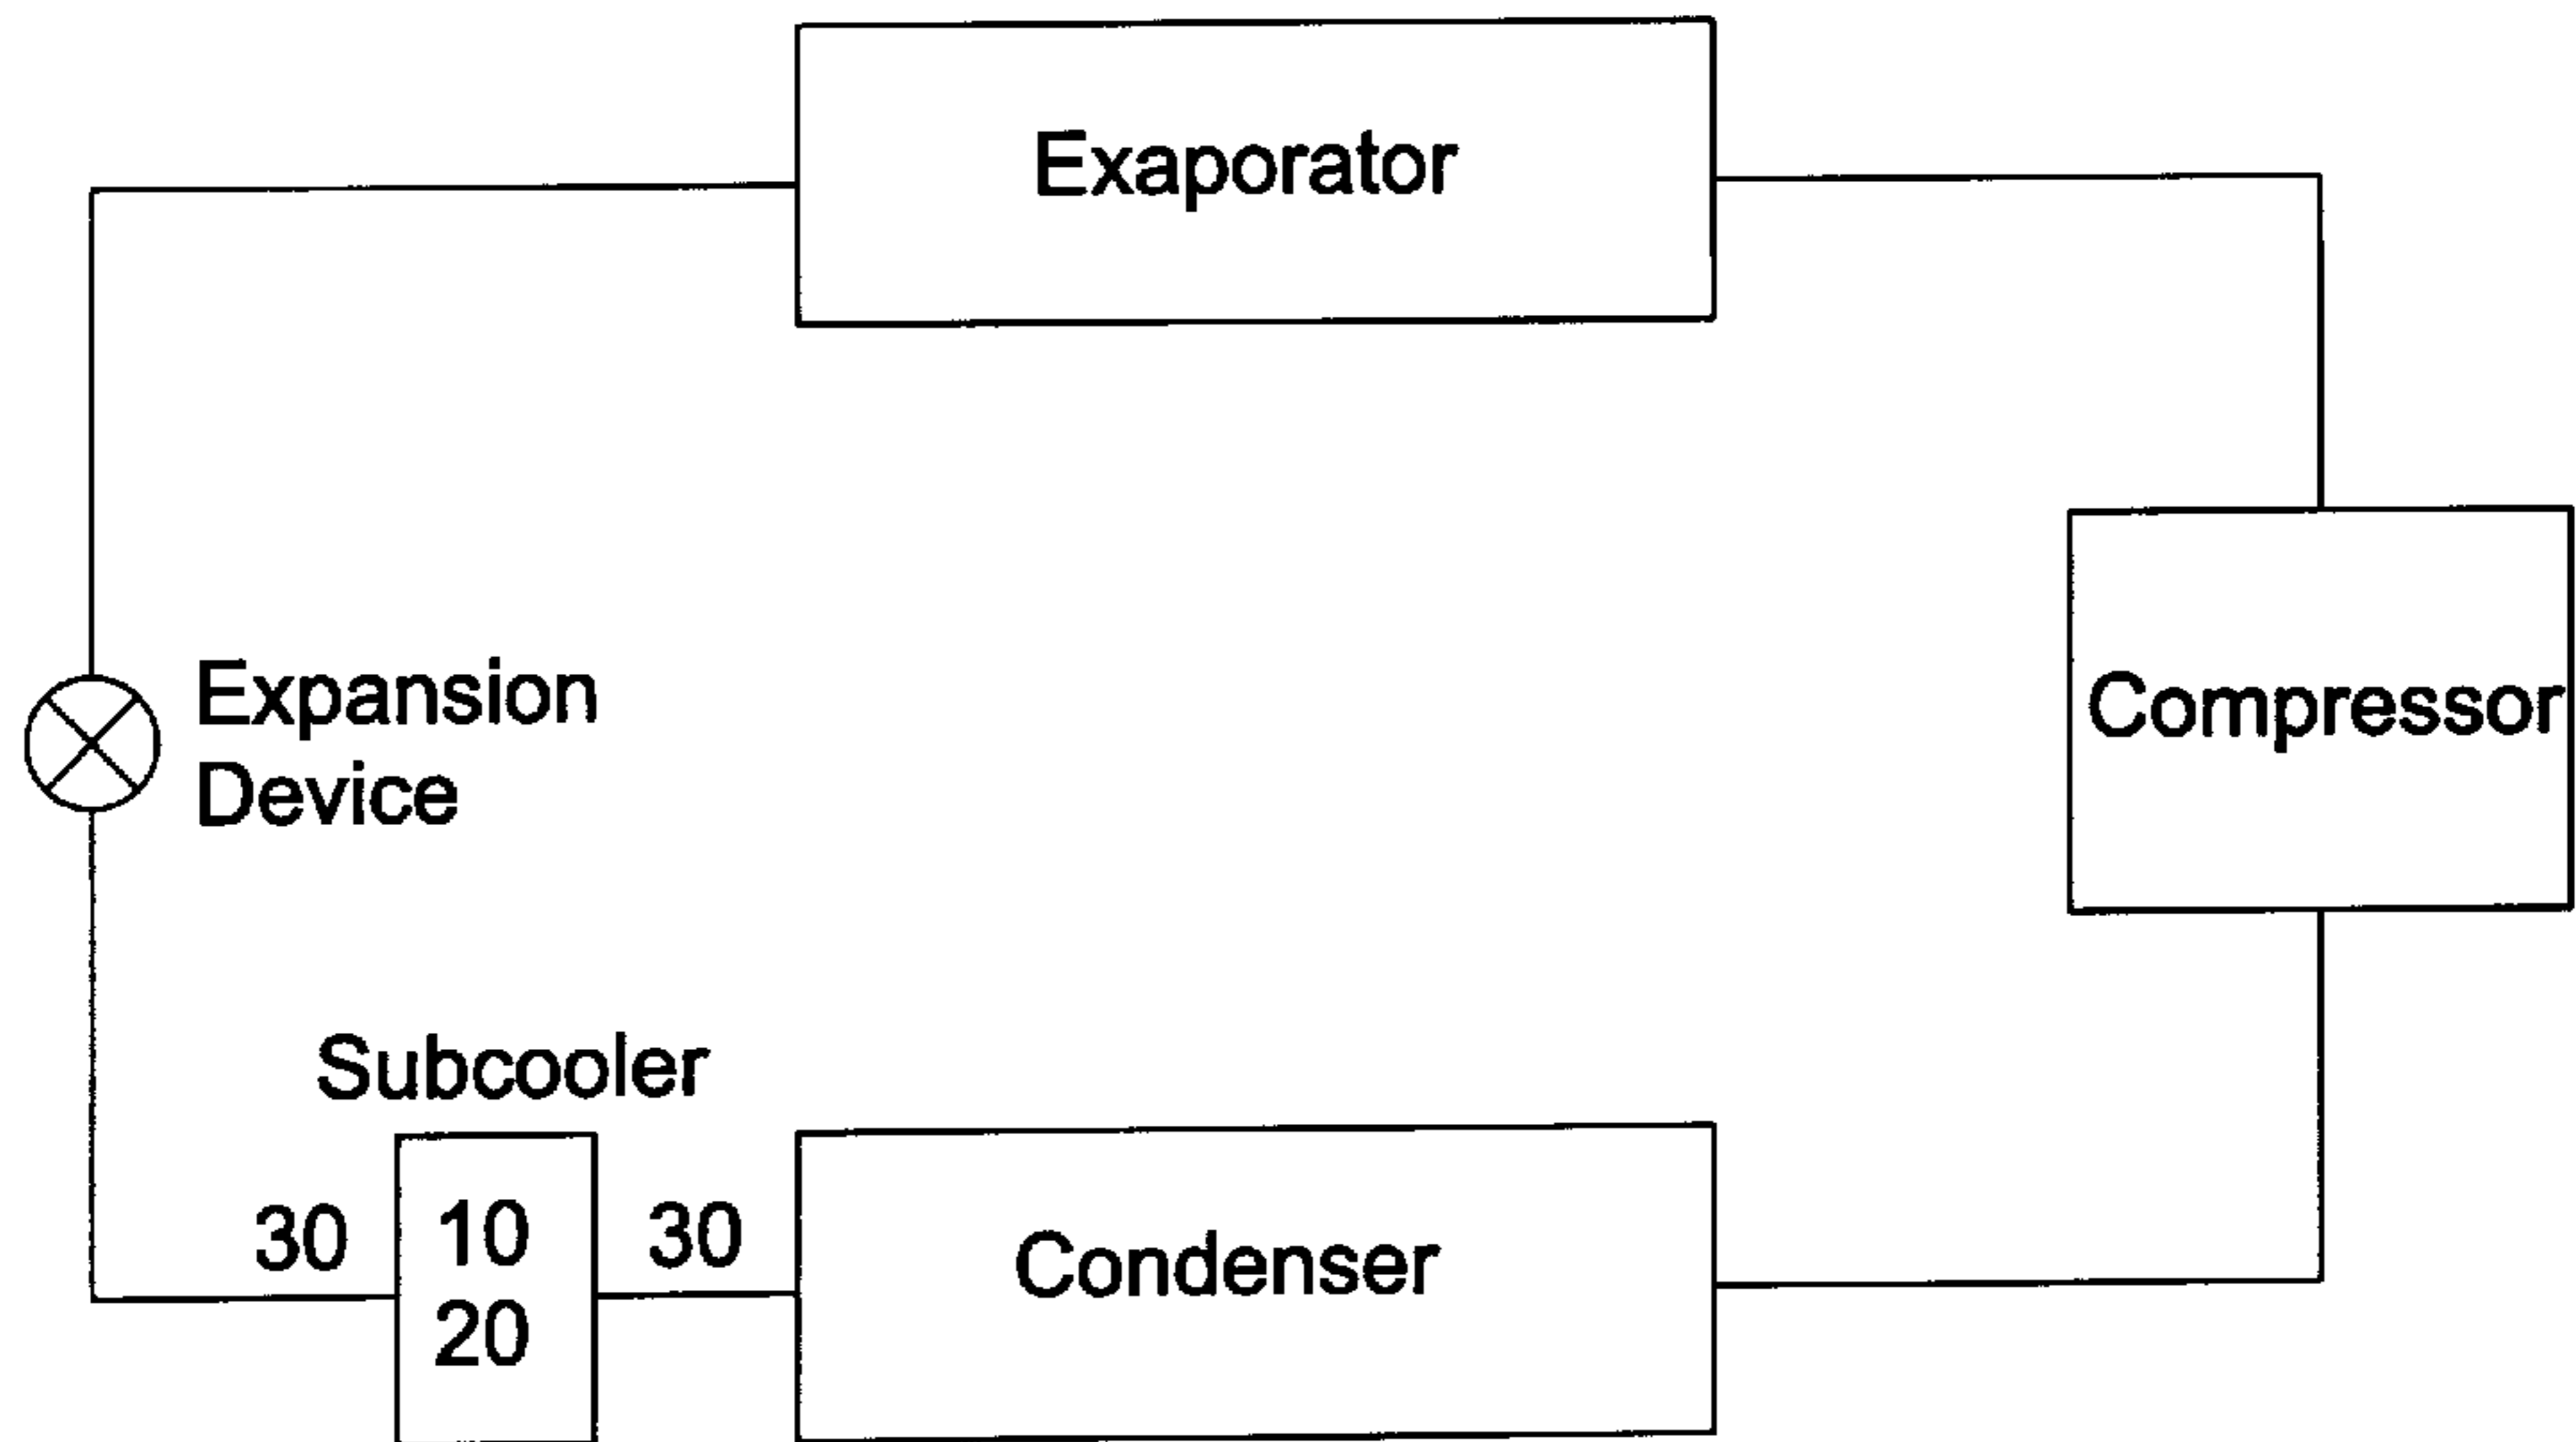 Exaporator
Expansion
Device
Compressor
Subcooler
30
10
20
30
Condenser